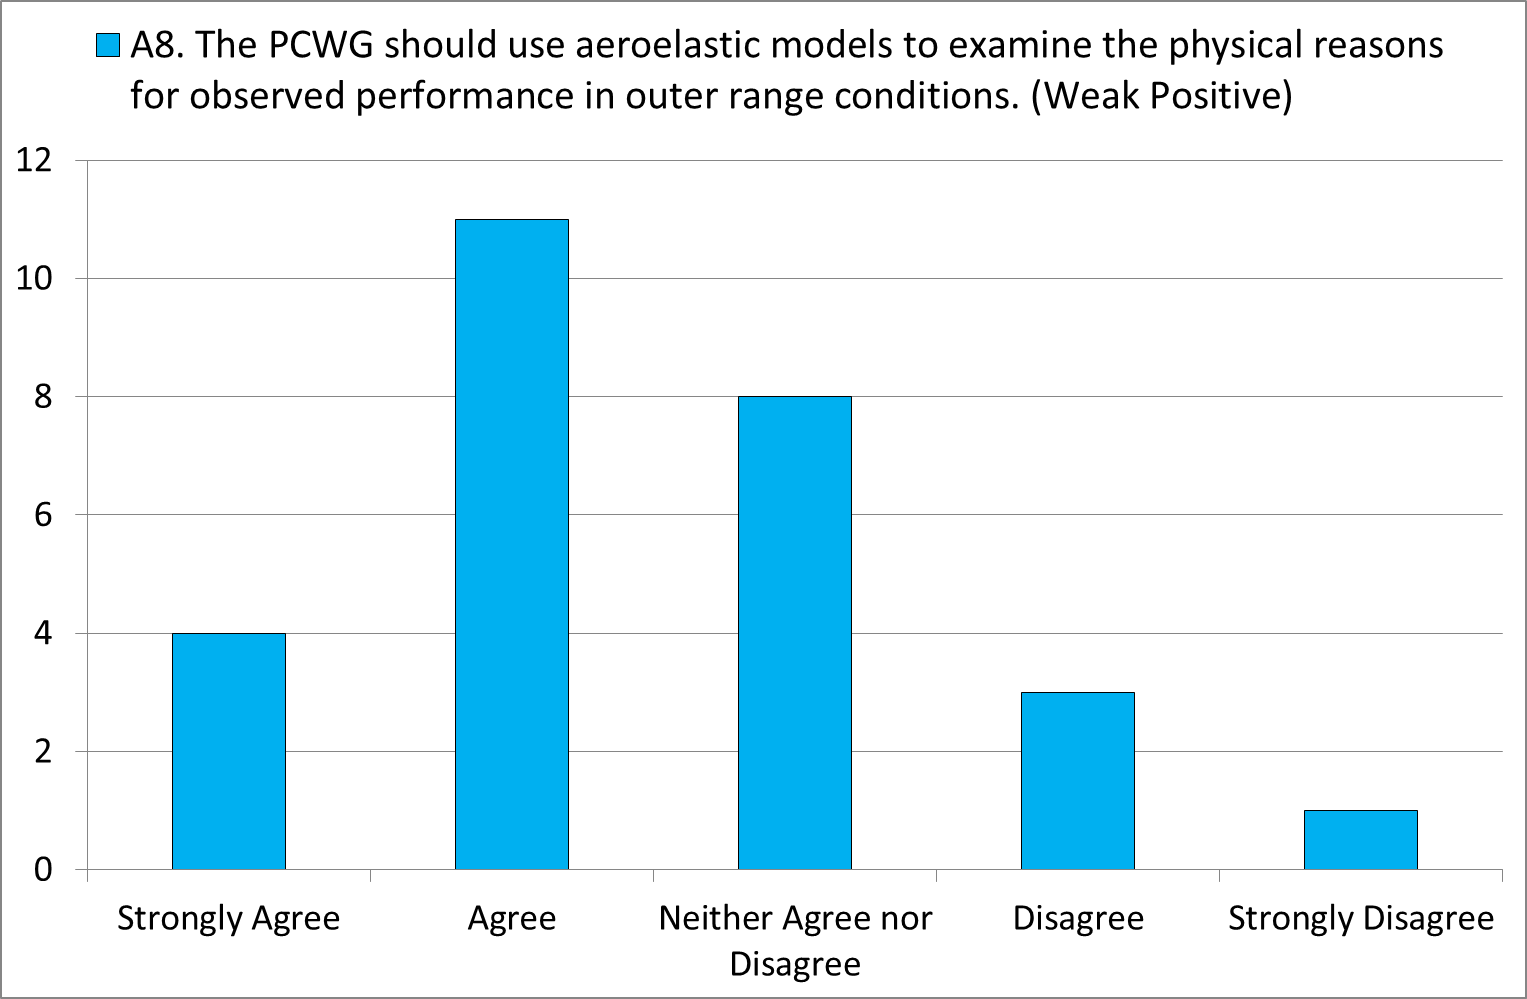 A8. The PCWG should use aeroelastic models to examine the physical reasons
for observed performance in outer range conditions. (Weak Positive)
12
10
8
6
4
2
0
Strongly Agree
Agree
Neither Agree nor
Disagree
Disagree
Strongly Disagree